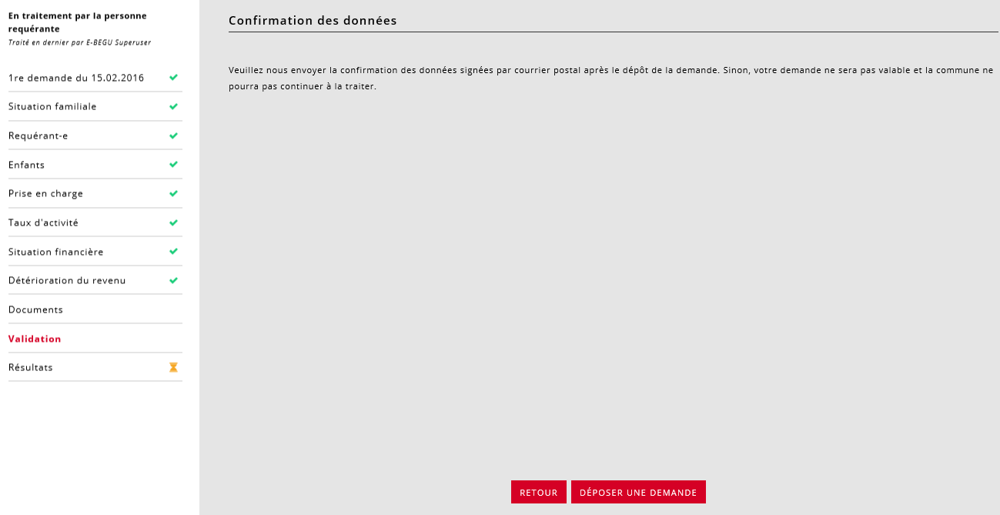 En traitement par la personne
requérante
Traité en dernier par E-BEGU Superuser
1re demande du 15.02.2016
Situation familiale
Requérant-e
Enfants
Prise en charge
Taux d'activité
Situation financière
Détérioration du revenu
Documents
Validation
Résultats
Confirmation des données
Veuillez nous envoyer la confirmation des données signées par courrier postal après le dépôt de la demande. Sinon, votre demande ne sera pas valable et la commune ne
pourra pas continuer à la traiter.
RETOUR
DÉPOSER UNE DEMANDE